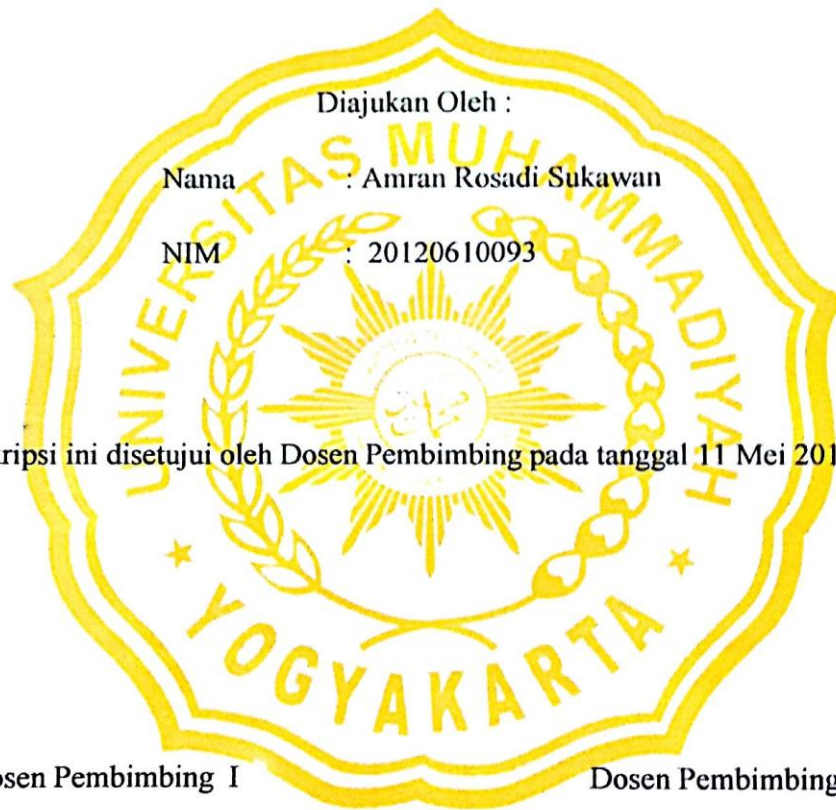 Diajukan Oleh :
Nama : Amran Rosadi Sukawan
NIM : 20120610093
UNIVERSITAS MUHAMMADIYAH
ripsi ini disetujui oleh Dosen Pembimbing pada tanggal 11 Mei 201
YOGYAKARTA
osen Pembimbing I Dosen Pembimbing